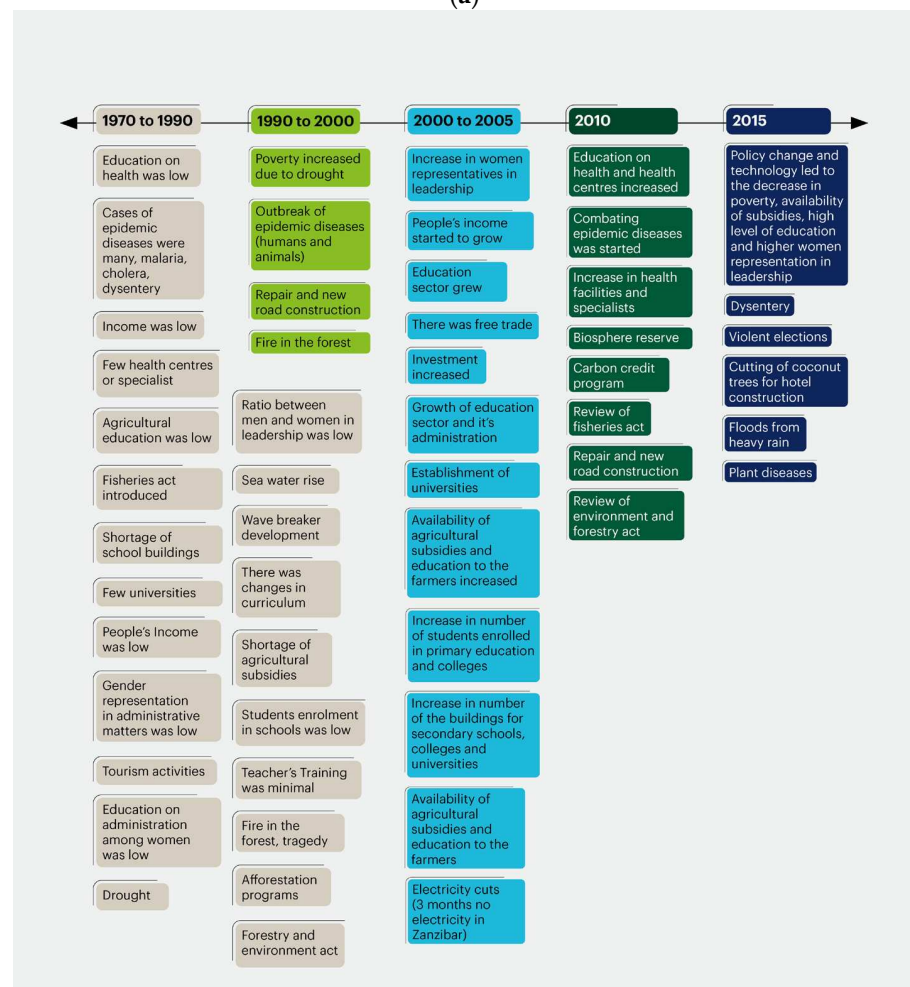 (a)
1970 to 1990
Education on
health was low
Cases of
epidemic
diseases were
many, malaria,
cholera,
dysentery
Income was low
Few health centres
or specialist
Agricultural
education was low
Fisheries act
introduced
Shortage of
school buildings
Few universities
People's Income
was low
Gender
representation
in administrative
matters was low
Tourism activities
Education on
administration
among women
was low
Drought
1990 to 2000
Poverty increased
due to drought
Outbreak of
epidemic diseases
(humans and
animals)
Repair and new
road construction
Fire in the forest
Ratio between
men and women in
leadership was low
Sea water rise
Wave breaker
development
There was
changes in
curriculum
Shortage of
agricultural
subsidies
Students enrolment
in schools was low
Teacher's Training
was minimal
Fire in the
forest, tragedy
Afforestation
programs
Forestry and
environment act
2000 to 2005
Increase in women
representatives in
leadership
People's income
started to grow
Education
sector grew
There was free trade
Investment
increased
Growth of education
sector and it's
administration
Establishment of
universities
Availability of
agricultural
subsidies and
education to the
farmers increased
Increase in number
of students enrolled
in primary education
and colleges
Increase in number
of the buildings for
secondary schools,
colleges and
universities
Availability of
agricultural
subsidies and
education to the
farmers
Electricity cuts
(3 months no
electricity in
Zanzibar)
2010
Education on
health and health
centres increased
Combating
epidemic diseases
was started
Increase in health
facilities and
specialists
Biosphere reserve
Carbon credit
program
Review of
fisheries act
Repair and new
road construction
Review of
environment and
forestry act
2015
Policy change and
technology led to
the decrease in
poverty, availability
of subsidies, high
level of education
and higher women
representation in
leadership
Dysentery
Violent elections
Cutting of coconut
trees for hotel
construction
Floods from
heavy rain
Plant diseases